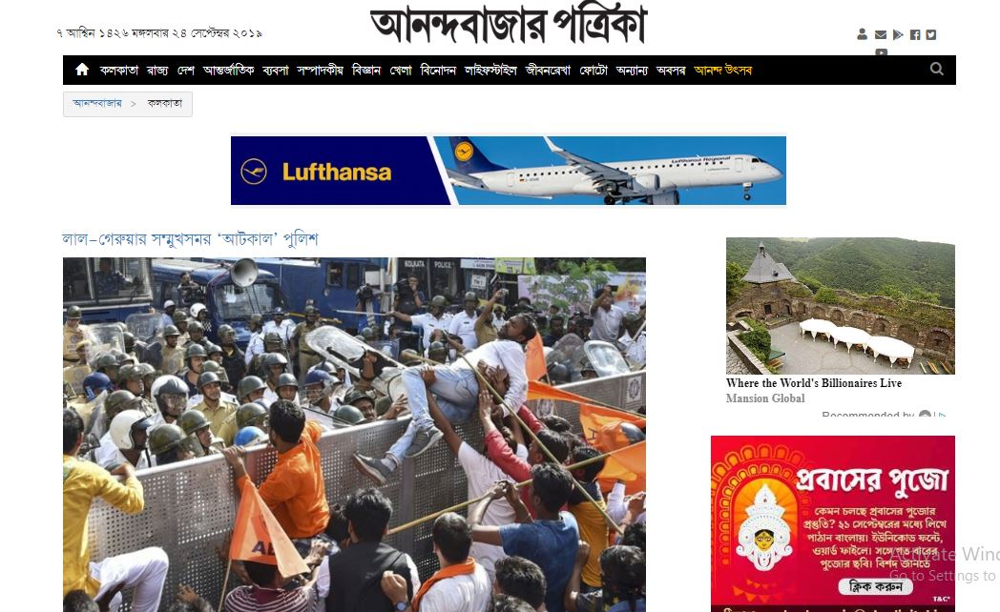 আনন্দবাজার পত্রিকা
৭ আশ্বিন ১৪২৬ মঙ্গলবার ২৪ সেপ্টেম্বর ২০১৯
কলকাতা রাজ্য দেশ আন্তর্জাতিক ব্যবসা সম্পাদকীয় বিজ্ঞান খেলা বিনোদন লাইফস্টাইল জীবনরেখা ফোটো অন্যান্য অবসর আনন্দ উৎসব
আনন্দবাজার > কলকাতা
Lufthansa
Lufthansa Regional
লাল-গেরুয়ার সম্মুখসমর ‘আটকাল’ পুলিশ
KOLKATA POLICE
Where the World's Billionaires Live
Mansion Global
Recommended by
প্রবাসের পুজো
কেমন চলছে প্রবাসের পুজোর
প্রস্তুতি? ২১ সেপ্টেম্বরের মধ্যে লিখে
পাঠান বাংলায়। ইউনিকোড ফন্টে,
ওয়ার্ড ফাইলে। সঙ্গে গত বারের
পুজোর ছবি। বিশদ জানতে
ক্লিক করুন
T&C*
Activate Wind
Go to Settings to